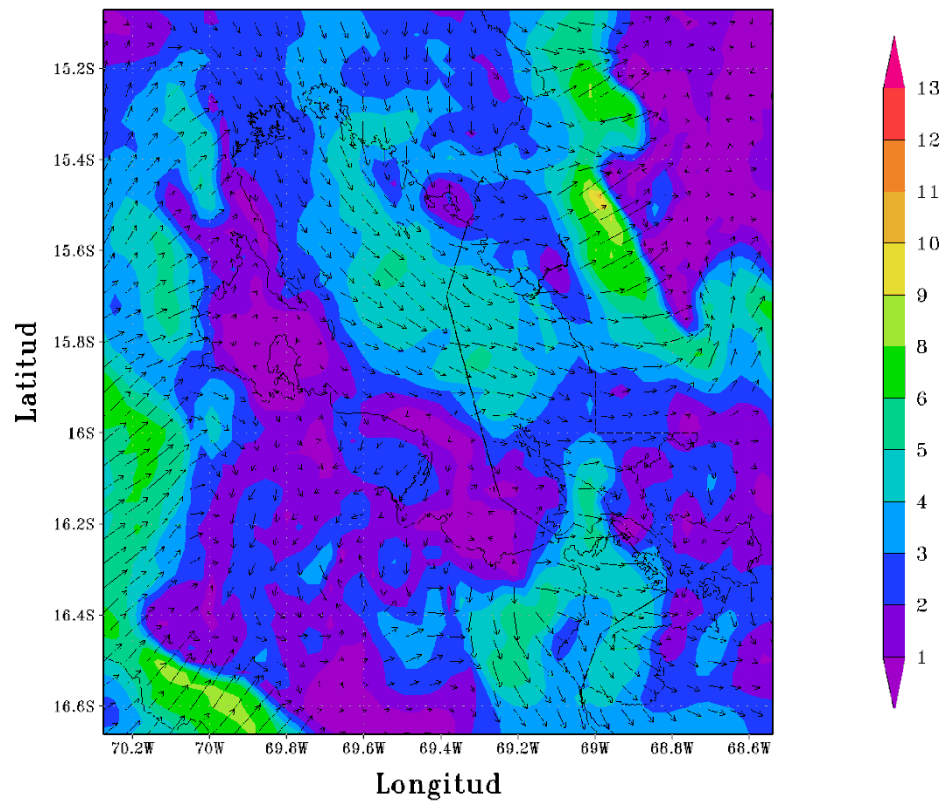 15.2S
15.4S
15.6S
15.8S
16S
16.2S
16.4S
16.6S
Latitud
70.2W
70W
69.8W
69.6W
69.4W
69.2W
69W
68.8W
68.6W
Longitud
13
12
11
10
9
8
6
5
4
3
2
1